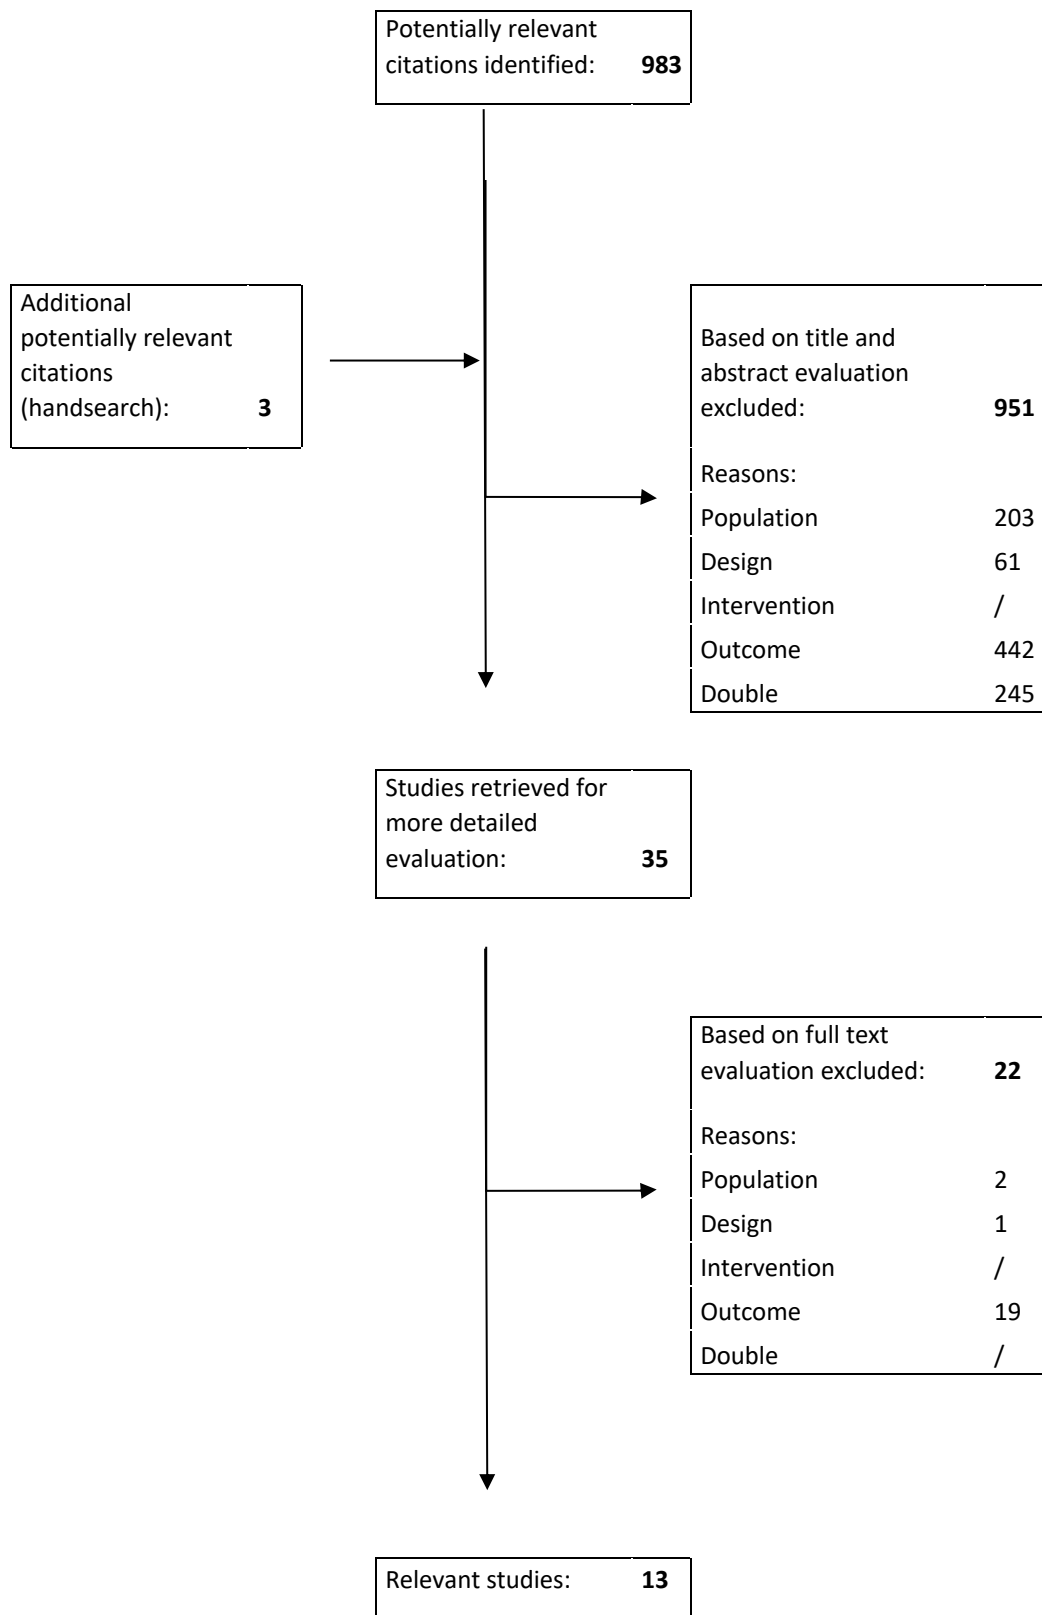 Potentially relevant
citations identified: 983
Additional
potentially relevant
citations
(handsearch): 3
Based on title and
abstract evaluation
excluded: 951
Reasons:
Population 203
Design 61
Intervention /
Outcome 442
Double 245
Studies retrieved for
more detailed
evaluation: 35
Based on full text
evaluation excluded: 22
Reasons:
Population 2
Design 1
Intervention /
Outcome 19
Double /
Relevant studies: 13